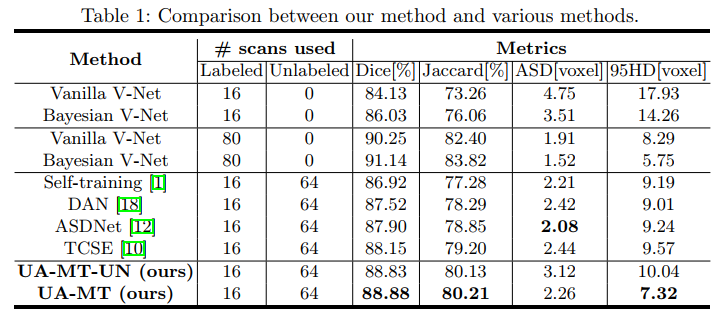 Table 1: Comparison between our method and various methods.
Method # scans used Metrics
Labeled Unlabeled Dice[%] Jaccard[%] ASD[voxel] 95HD[voxel]
Vanilla V-Net 16 0 84.13 73.26 4.75 17.93
Bayesian V-Net 16 0 86.03 76.06 3.51 14.26
Vanilla V-Net 80 0 90.25 82.40 1.91 8.29
Bayesian V-Net 80 0 91.14 83.82 1.52 5.75
Self-training [1] 16 64 86.92 77.28 2.21 9.19
DAN [18] 16 64 87.52 78.29 2.42 9.01
ASDNet [12] 16 64 87.90 78.85 2.08 9.24
TCSE [10] 16 64 88.15 79.20 2.44 9.57
UA-MT-UN (ours) 16 64 88.83 80.13 3.12 10.04
UA-MT (ours) 16 64 88.88 80.21 2.26 7.32